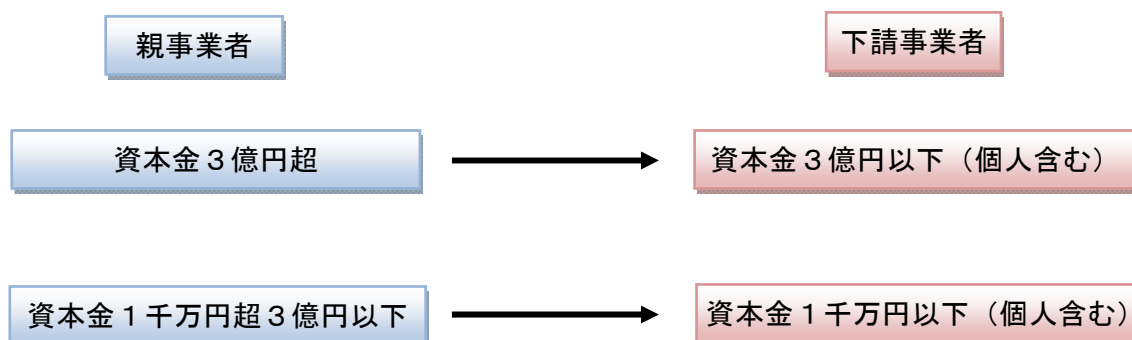 親事業者
下請事業者
資本金３億円超
資本金３億円以下（個人含む）
資本金１千万円超３億円以下
資本金１千万円以下（個人含む）